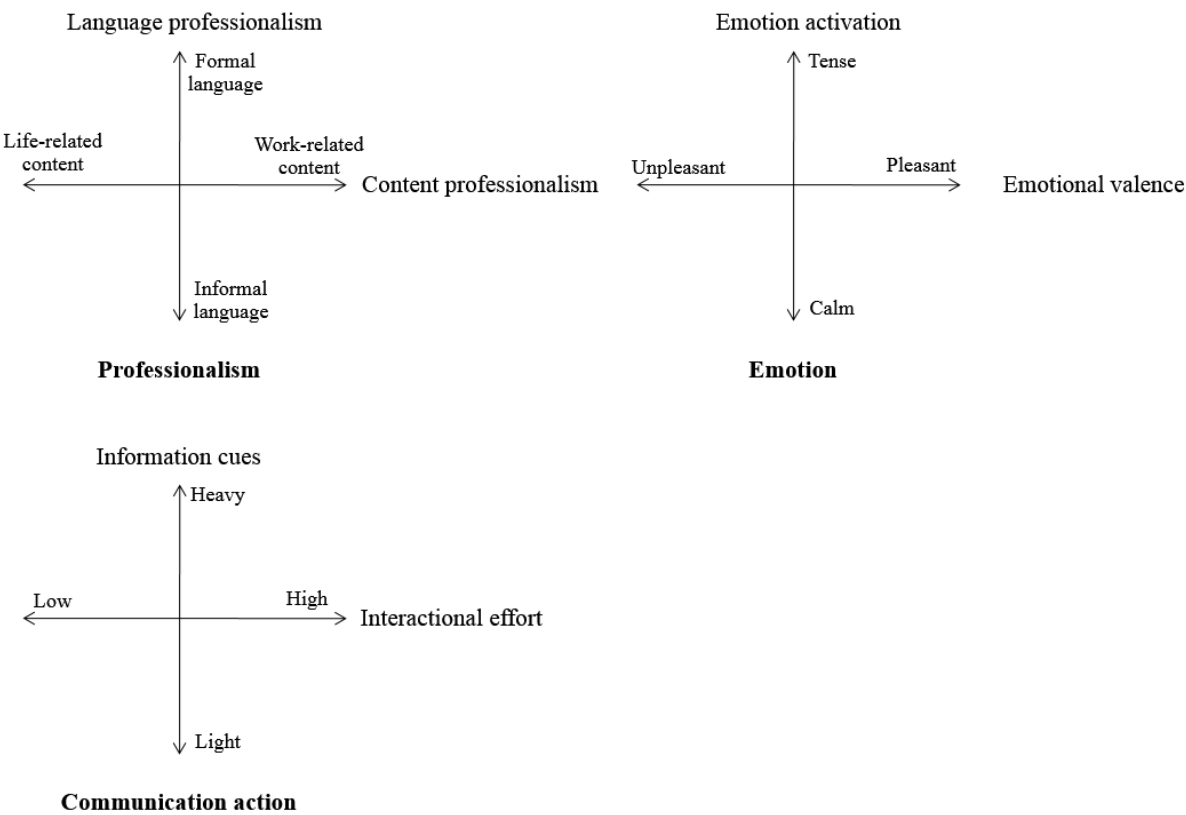 Language professionalism
Formal
language
Life-related
content
Work-related
content
Content professionalism
Informal
language
Professionalism
Emotion activation
Tense
Unpleasant
Pleasant
Emotional valence
Calm
Emotion
Information cues
Heavy
Low
High
Interactional effort
Light
Communication action